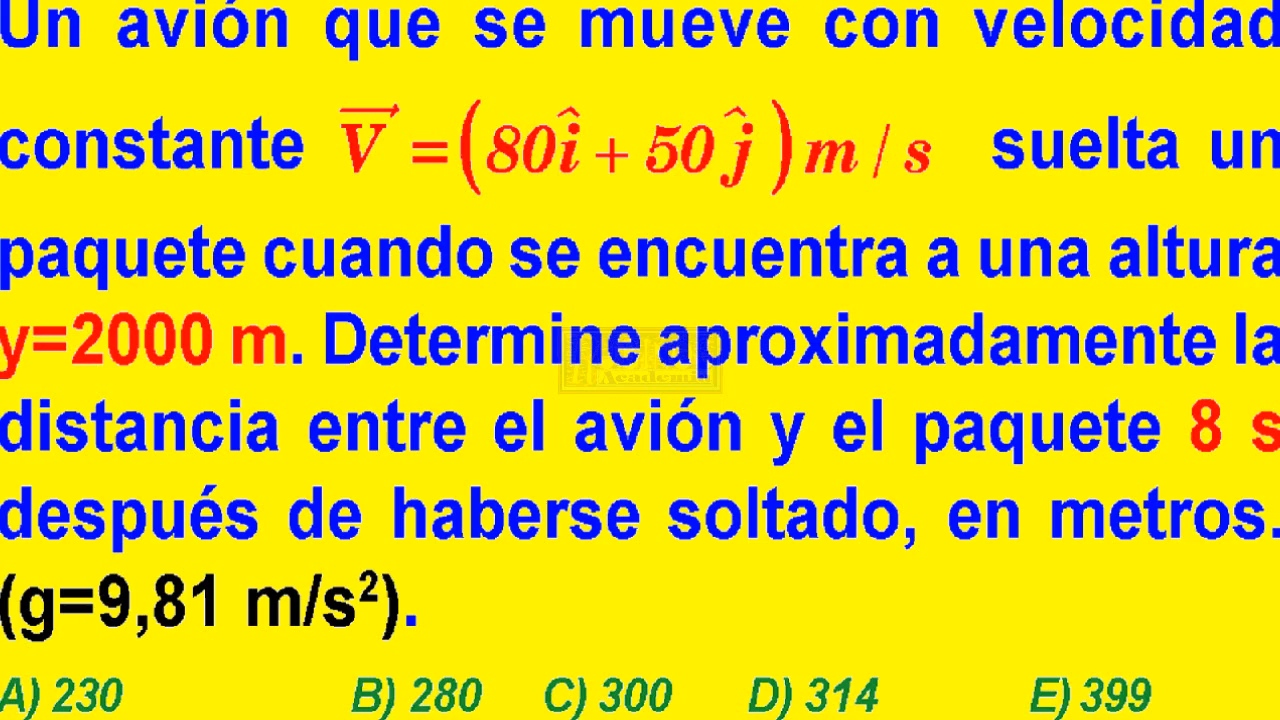 Un avión que se mueve con velocidad
constante V⃗ = (80î + 50ĵ) m / s suelta un
paquete cuando se encuentra a una altura
y=2000 m. Determine aproximadamente la
distancia entre el avión y el paquete 8 s
después de haberse soltado, en metros.
(g=9,81 m/s²).
A) 230 B) 280 C) 300 D) 314 E) 399